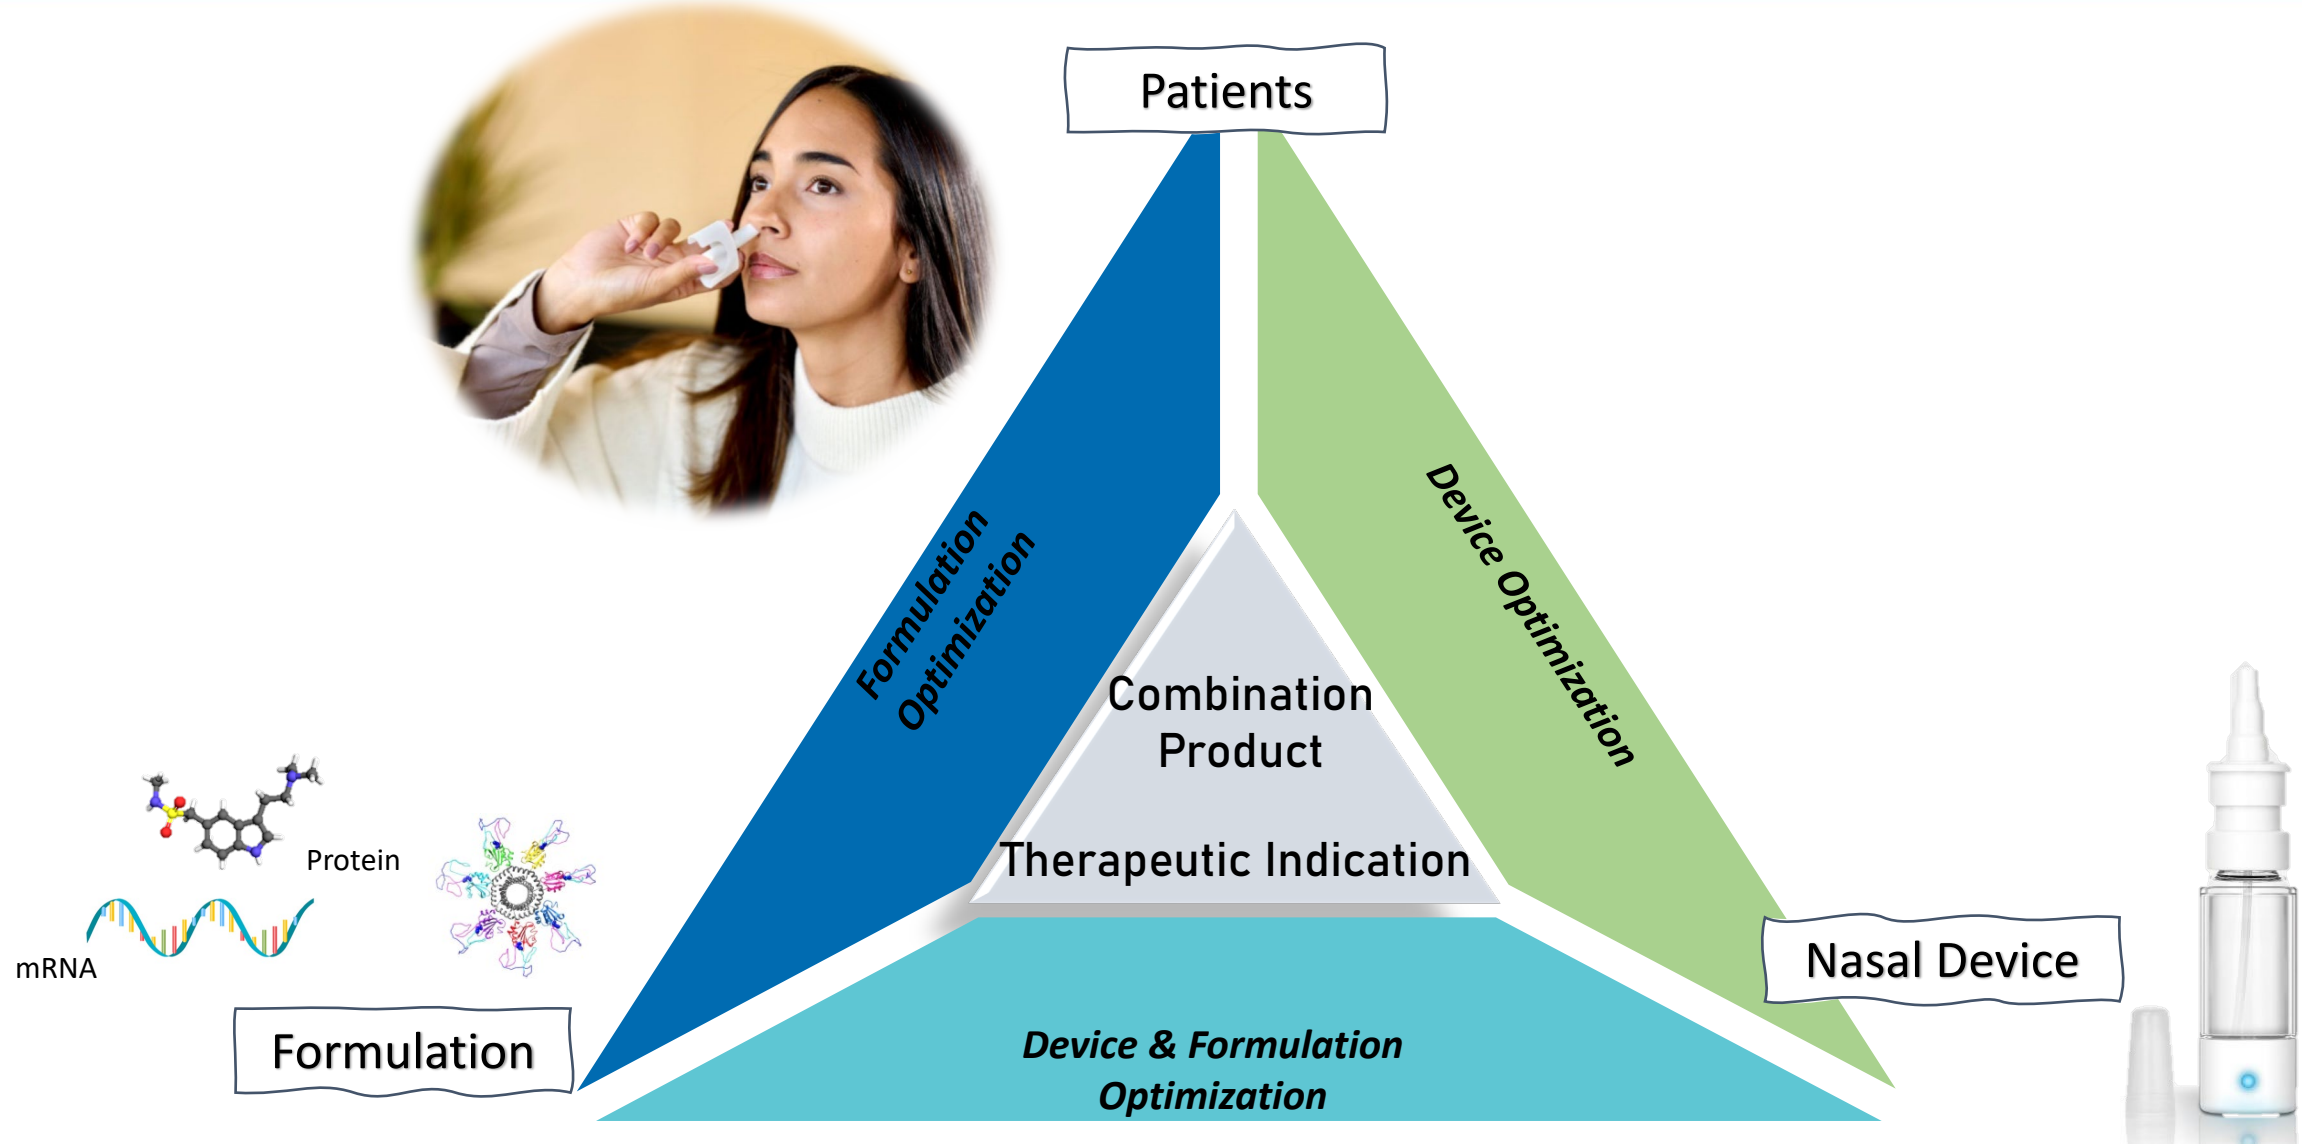 Patients
Formulation
Optimization
Device Optimization
Combination
Product
Therapeutic Indication
Protein
mRNA
Formulation
Nasal Device
Device & Formulation
Optimization